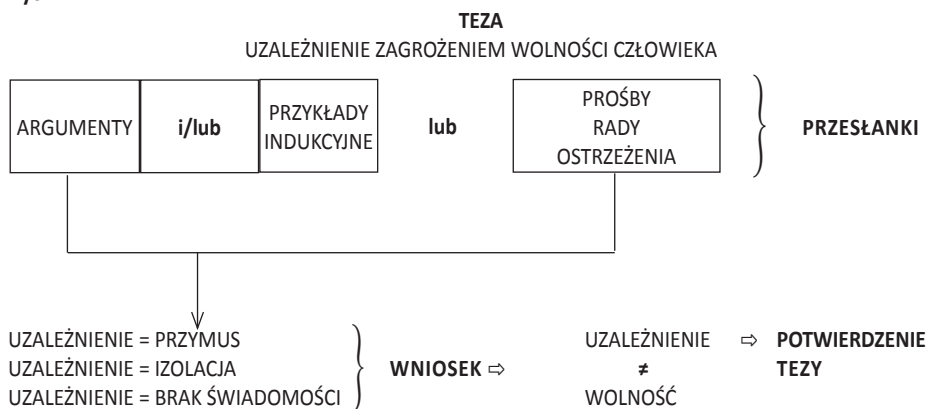 TEZA
UZALEŻNIENIE ZAGROŻENIEM WOLNOŚCI CZŁOWIEKA
ARGUMENTY
i/lub
PRZYKŁADY
INDUKCYJNE
lub
PROŚBY
RADY
OSTRZEŻENIA
PRZESŁANKI
UZALEŻNIENIE = PRZYMUS
UZALEŻNIENIE = IZOLACJA
UZALEŻNIENIE = BRAK ŚWIADOMOŚCI
WNIOSEK ⇨
UZALEŻNIENIE
≠
WOLNOŚĆ
⇨ POTWIERDZENIE
TEZY